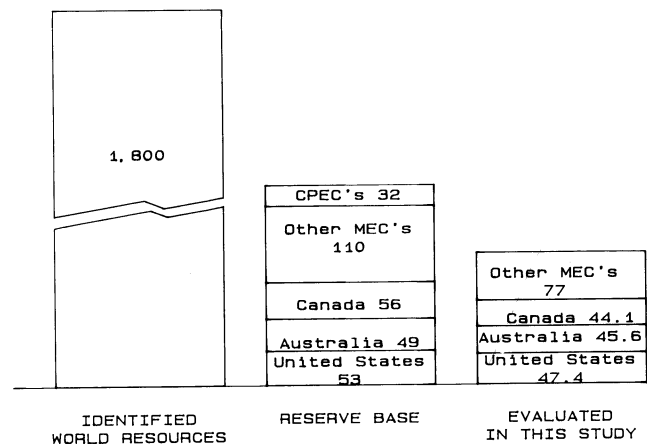 1,800
CPEC's 32
Other MEC's
110
Canada 56
Australia 49
United States
53
Other MEC's
77
Canada 44.1
Australia 45.6
United States
47.4
IDENTIFIED
WORLD RESOURCES
RESERVE BASE
EVALUATED
IN THIS STUDY